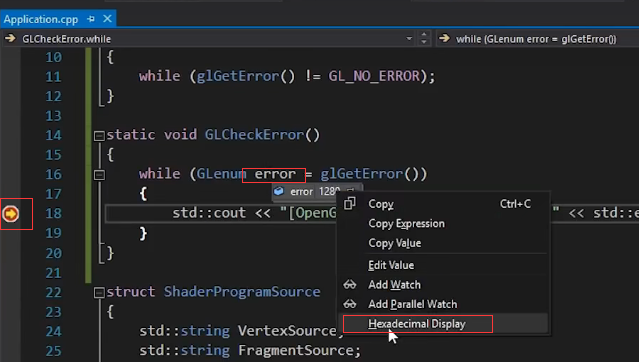 Application.cpp
GLCheckError.while
while (GLenum error = glGetError())
10 {
11 while (glGetError() != GL_NO_ERROR);
12 }
13
14 static void GLCheckError()
15 {
16 while (GLenum error = glGetError())
17 {
error 1280
18 std::cout << "[OpenG " << std::e
Copy Ctrl+C
Copy Expression
Copy Value
Edit Value
Add Watch
Add Parallel Watch
Hexadecimal Display
19 }
20 }
21
22 struct ShaderProgramSource
23 {
24 std::string VertexSource;
25 std::string FragmentSource;